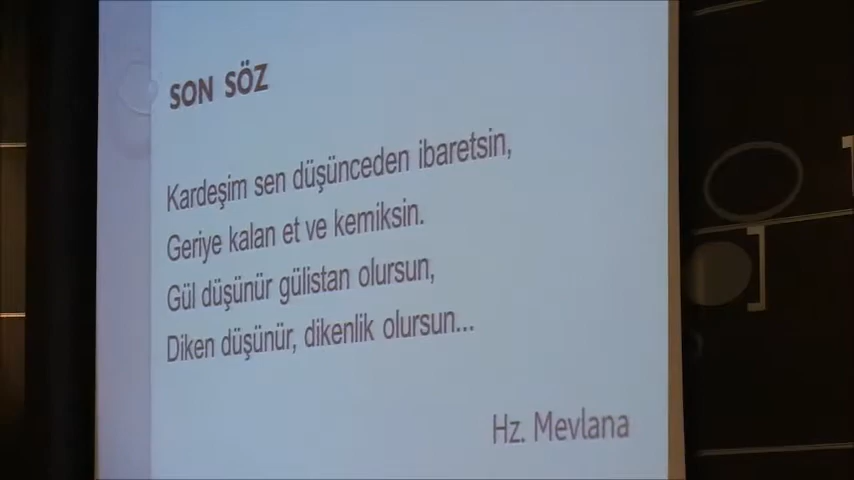 SON SÖZ
Kardeşim sen düşünceden ibaretsin,
Geriye kalan et ve kemiksin.
Gül düşünür gülistan olursun,
Diken düşünür, dikenlik olursun...
Hz. Mevlana